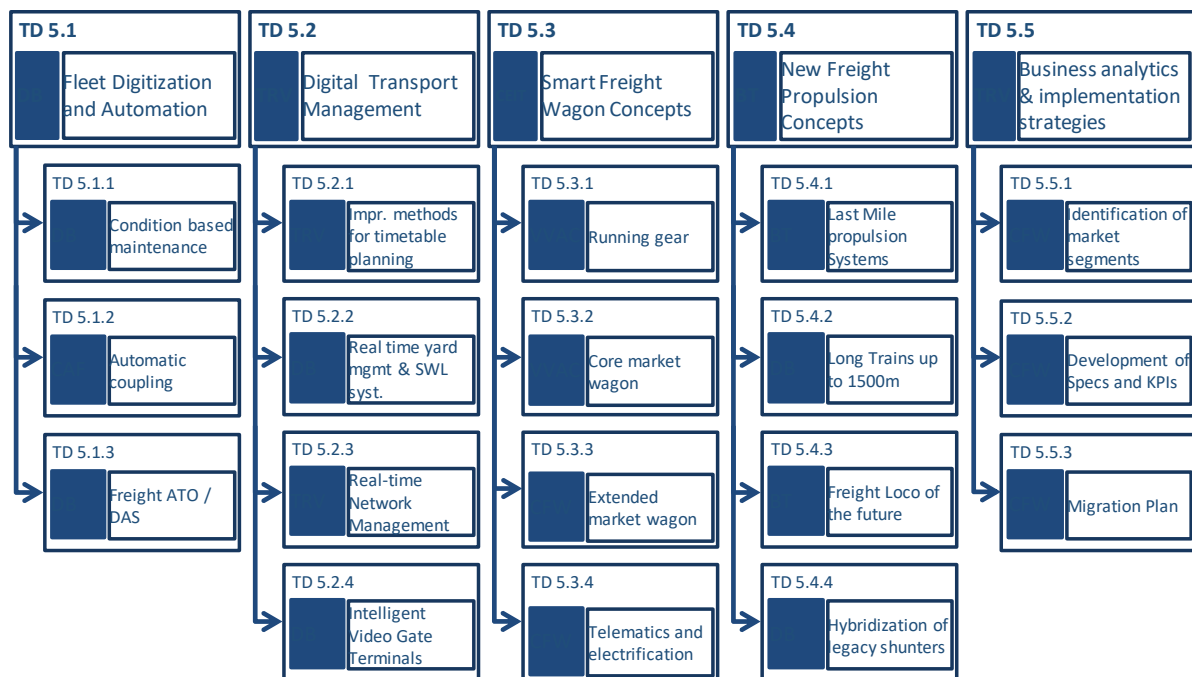 TD 5.1
Fleet Digitization
and Automation
TD 5.1.1
Condition based
maintenance
TD 5.1.2
Automatic
coupling
TD 5.1.3
Freight ATO /
DAS
TD 5.2
Digital Transport
Management
TD 5.2.1
Impr. methods
for timetable
planning
TD 5.2.2
Real time yard
mgmt & SWL
syst.
TD 5.2.3
Real-time
Network
Management
TD 5.2.4
Intelligent
Video Gate
Terminals
TD 5.3
Smart Freight
Wagon Concepts
TD 5.3.1
Running gear
TD 5.3.2
Core market
wagon
TD 5.3.3
Extended
market wagon
TD 5.3.4
Telematics and
electrification
TD 5.4
New Freight
Propulsion
Concepts
TD 5.4.1
Last Mile
propulsion
Systems
TD 5.4.2
Long Trains up
to 1500m
TD 5.4.3
Freight Loco of
the future
TD 5.4.4
Hybridization of
legacy shunters
TD 5.5
Business analytics
& implementation
strategies
TD 5.5.1
Identification of
market
segments
TD 5.5.2
Development of
Specs and KPIs
TD 5.5.3
Migration Plan